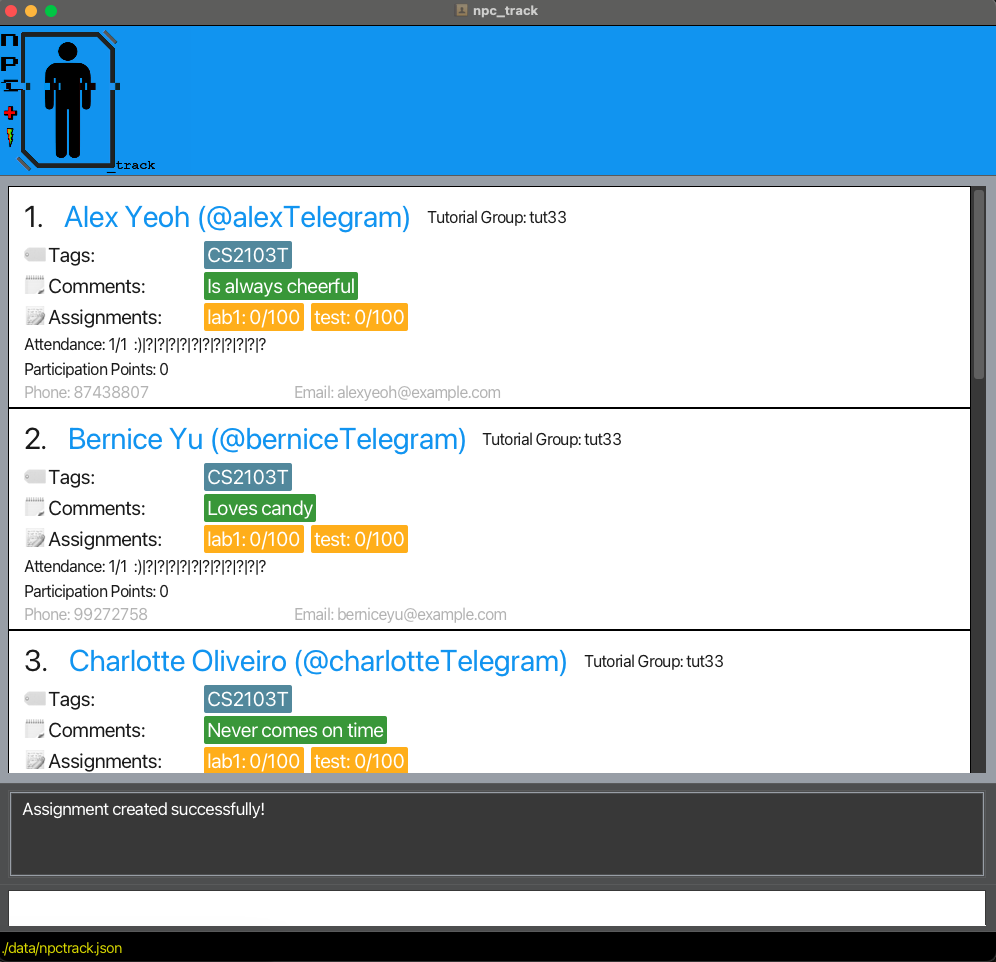 npc_track
n
P
_track
1. Alex Yeoh (@alexTelegram) Tutorial Group: tut33
Tags: CS2103T
Comments: Is always cheerful
Assignments: lab1: 0/100 test: 0/100
Attendance: 1/1 :)|?|?|?|?|?|?|?|?|?|?|?
Participation Points: 0
Phone: 87438807 Email: alexyeoh@example.com
2. Bernice Yu (@berniceTelegram) Tutorial Group: tut33
Tags: CS2103T
Comments: Loves candy
Assignments: lab1: 0/100 test: 0/100
Attendance: 1/1 :)|?|?|?|?|?|?|?|?|?|?|?
Participation Points: 0
Phone: 99272758 Email: berniceyu@example.com
3. Charlotte Oliveiro (@charlotteTelegram) Tutorial Group: tut33
Tags: CS2103T
Comments: Never comes on time
Assignments: lab1: 0/100 test: 0/100
Assignment created successfully!
./data/npctrack.json